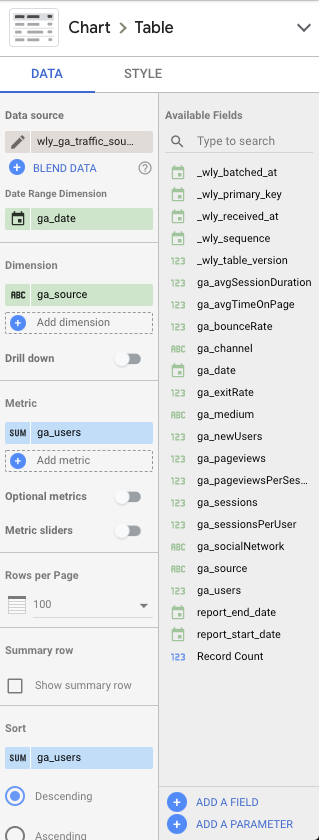 Chart > Table
DATA
STYLE
Data source
wly_ga_traffic_sou...
BLEND DATA
Date Range Dimension
ga_date
Dimension
ABC ga_source
Add dimension
Drill down
Metric
SUM ga_users
Add metric
Optional metrics
Metric sliders
Rows per Page
100
Summary row
Show summary row
Sort
SUM ga_users
Descending
Ascending
Available Fields
Type to search
_wly_batched_at
_wly_primary_key
_wly_received_at
_wly_sequence
123 _wly_table_version
123 ga_avgSessionDuration
123 ga_avgTimeOnPage
123 ga_bounceRate
ABC ga_channel
ga_date
123 ga_exitRate
ABC ga_medium
123 ga_newUsers
123 ga_pageviews
123 ga_pageviewsPerSes...
123 ga_sessions
123 ga_sessionsPerUser
ABC ga_socialNetwork
ABC ga_source
123 ga_users
report_end_date
report_start_date
123 Record Count
ADD A FIELD
ADD A PARAMETER